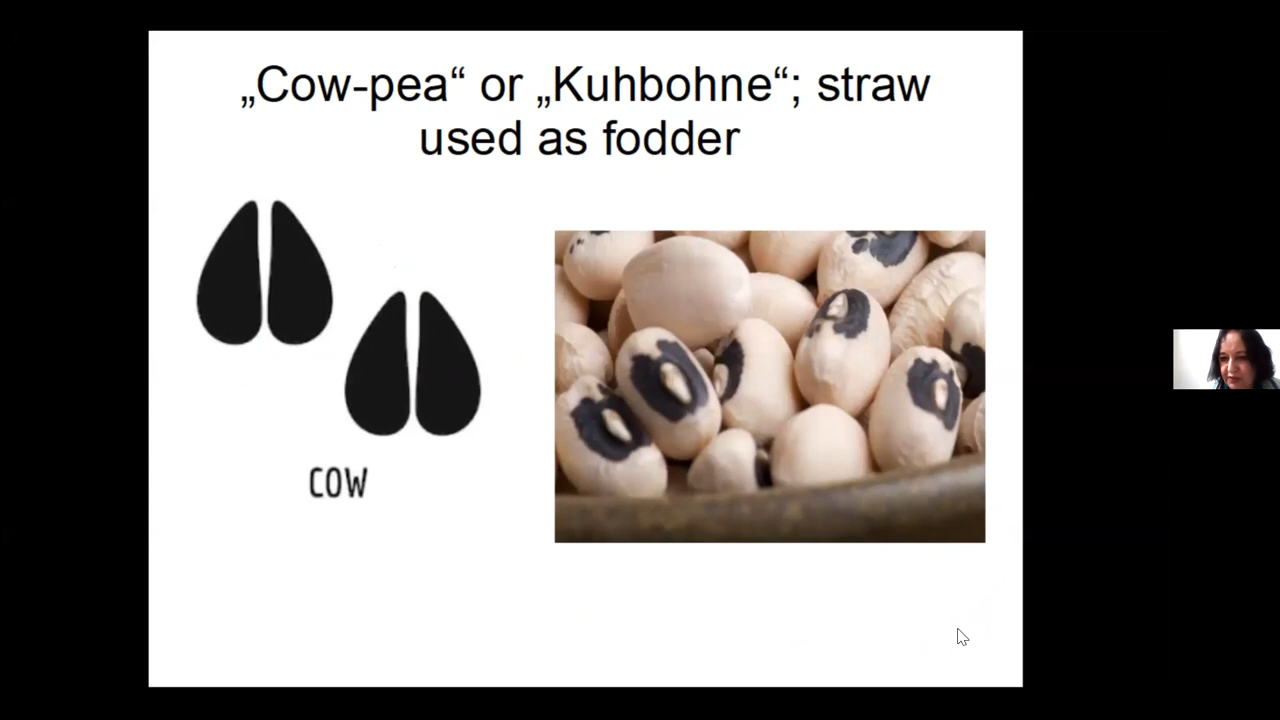 „Cow-pea“ or „Kuhbohne“; straw
used as fodder
COW